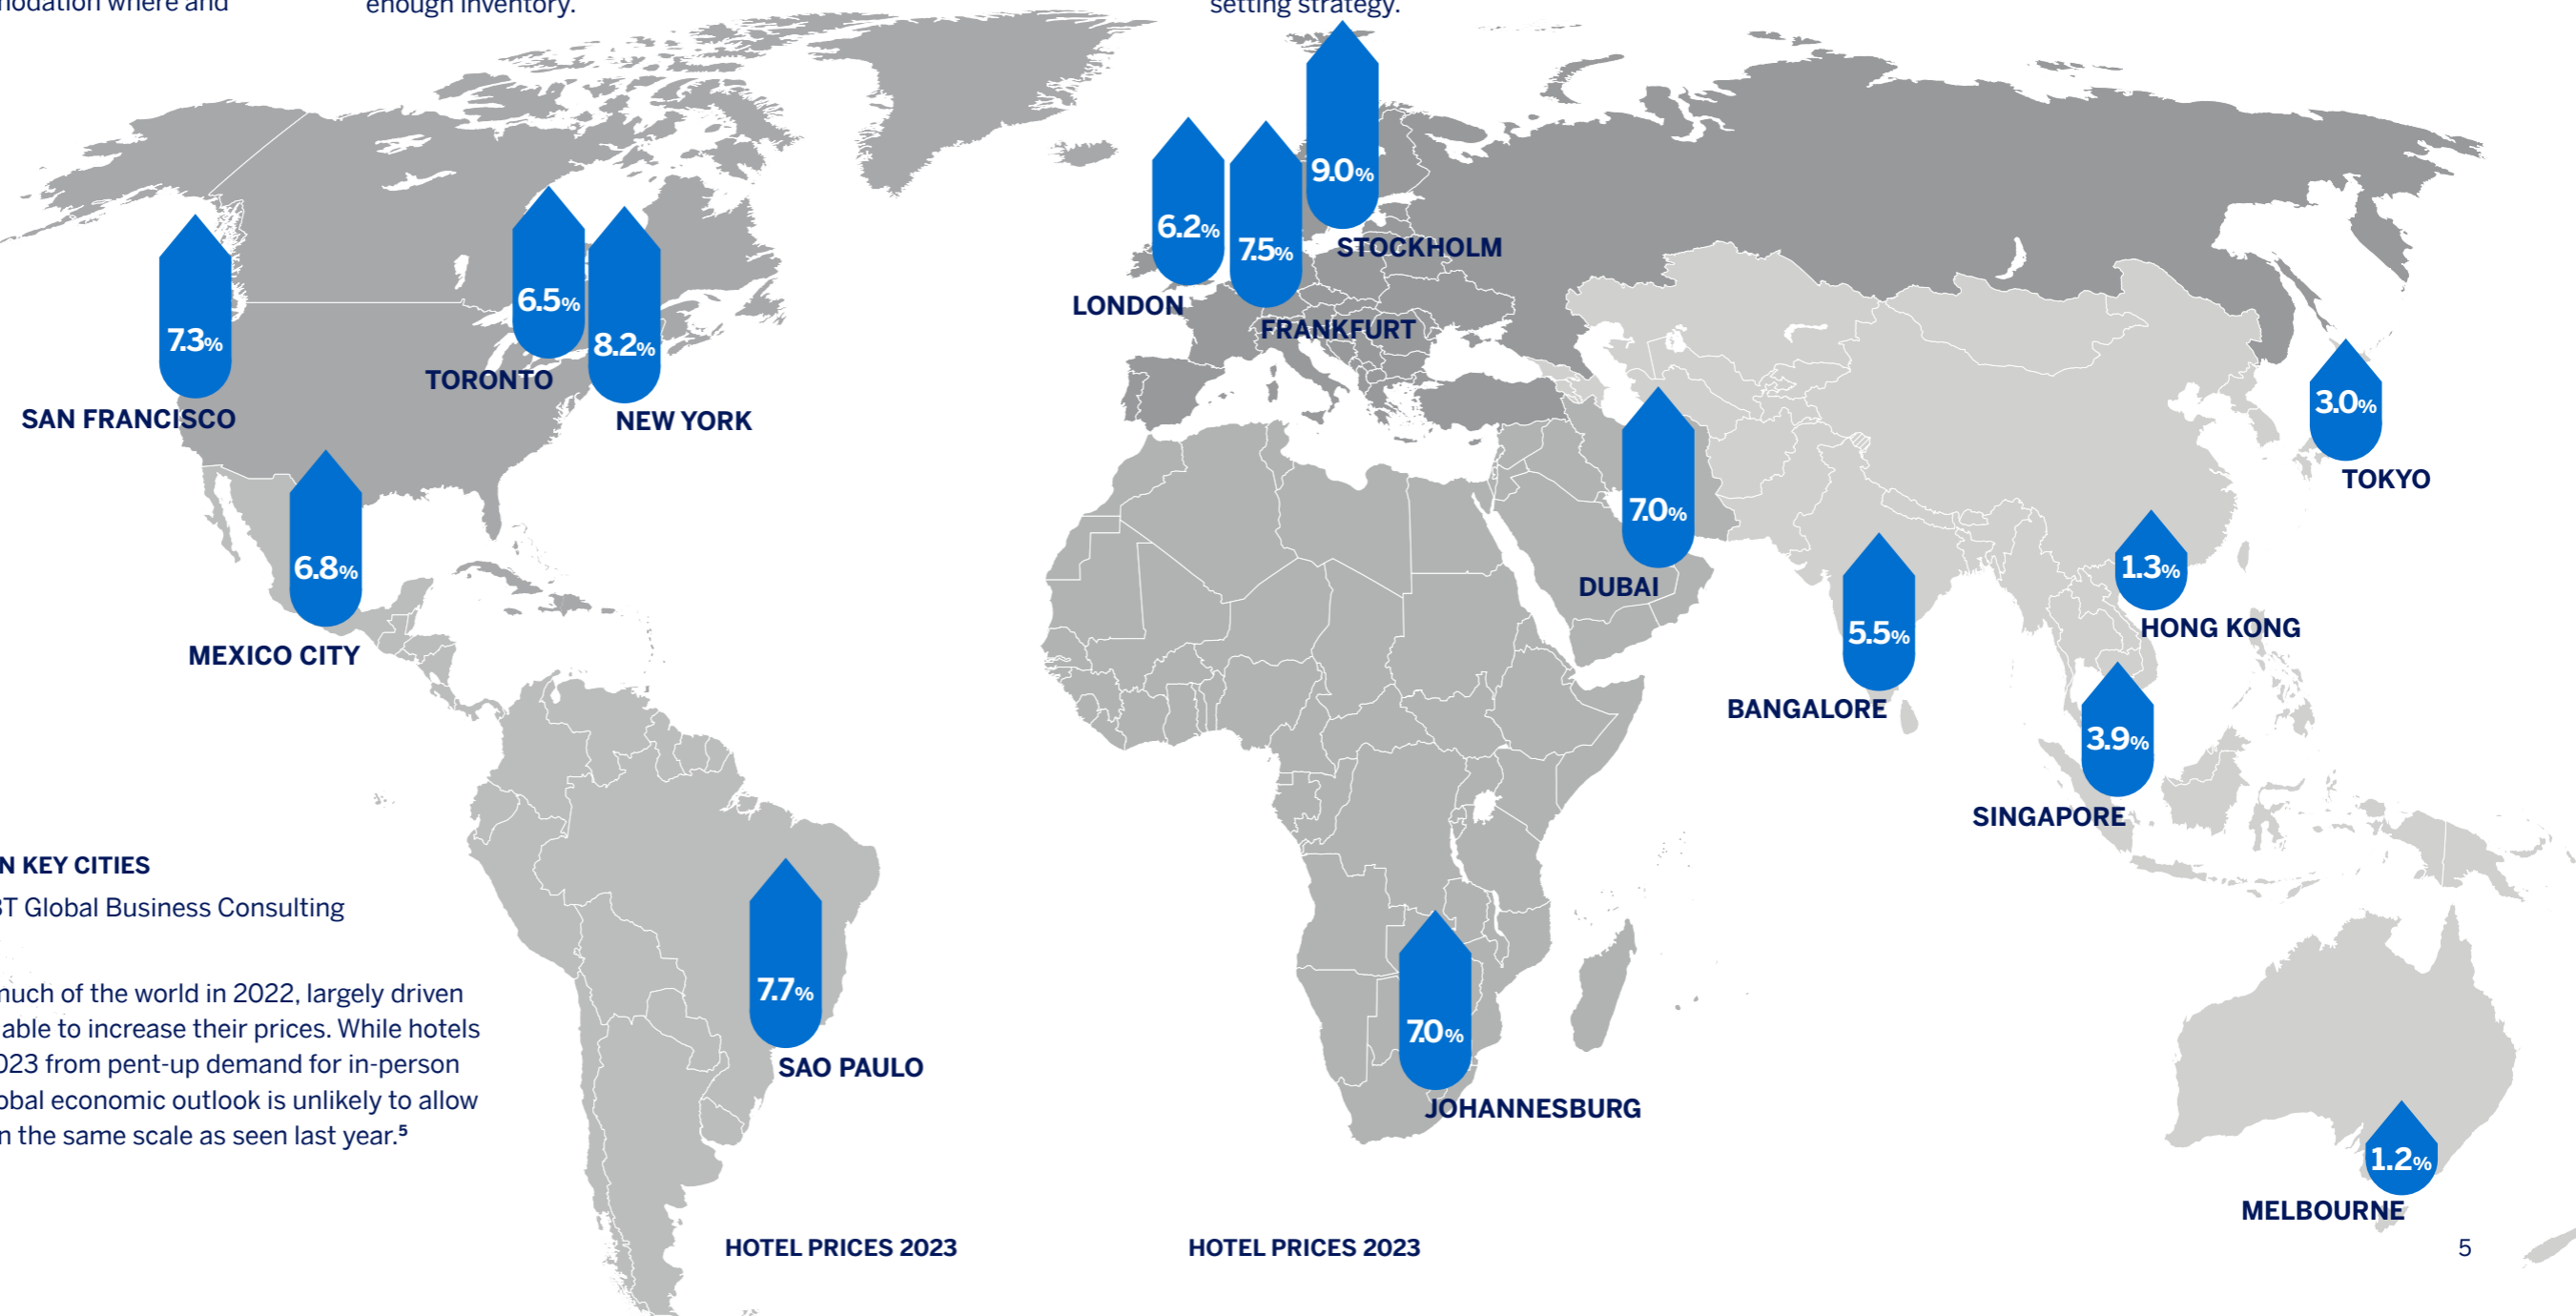 modation where and
enough inventory.
setting strategy.
9.0%
STOCKHOLM
6.2%
LONDON
7.5%
FRANKFURT
7.3%
SAN FRANCISCO
6.5%
TORONTO
8.2%
NEW YORK
6.8%
MEXICO CITY
3.0%
TOKYO
7.0%
DUBAI
5.5%
BANGALORE
1.3%
HONG KONG
3.9%
SINGAPORE
7.7%
SAO PAULO
7.0%
JOHANNESBURG
1.2%
MELBOURNE
N KEY CITIES
BT Global Business Consulting
much of the world in 2022, largely driven
able to increase their prices. While hotels
023 from pent-up demand for in-person
obal economic outlook is unlikely to allow
n the same scale as seen last year.5
HOTEL PRICES 2023
HOTEL PRICES 2023
5